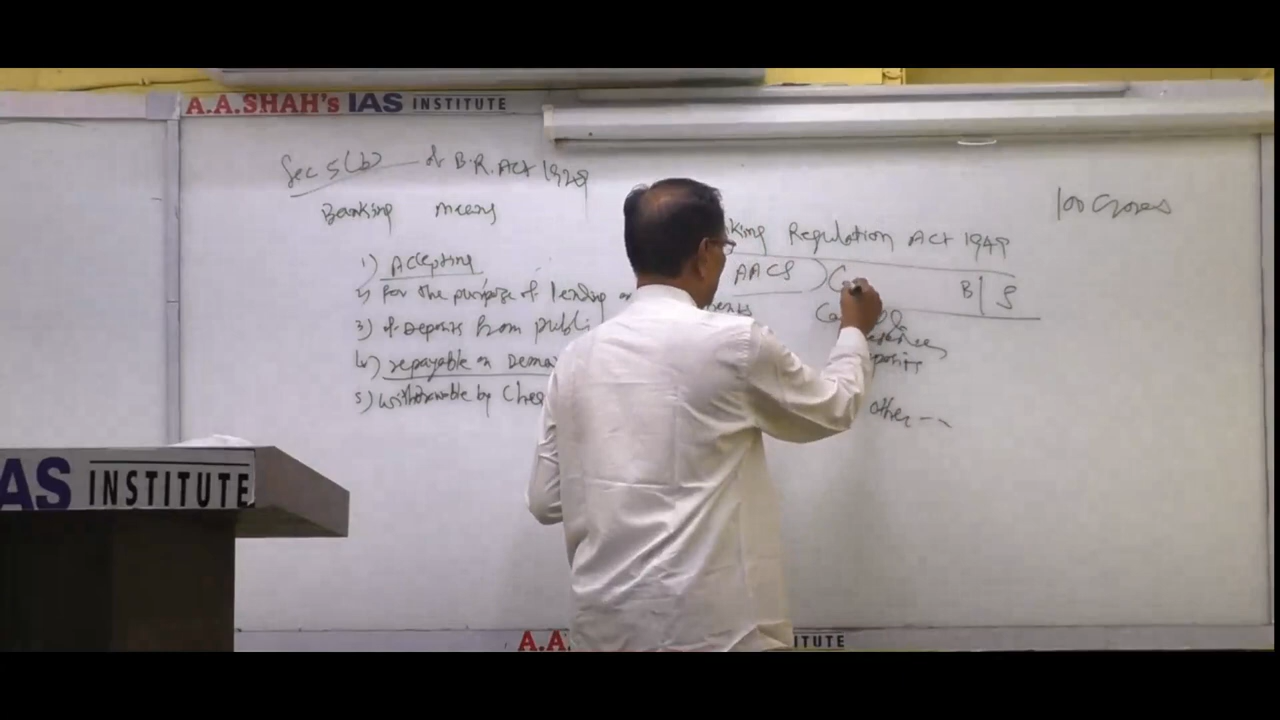 A.A.SHAH's IAS INSTITUTE
Sec 5(b) of B.R. Act 1949
Banking means
1) Accepting
2) For the purpose of lending or
3) of Deposits from publi
4) repayable on Dema
5) withdrawable by Che
100 Crores
king Regulation Act 1949
AACS) C B/S
other --
AS INSTITUTE
A.A.
ITUTE